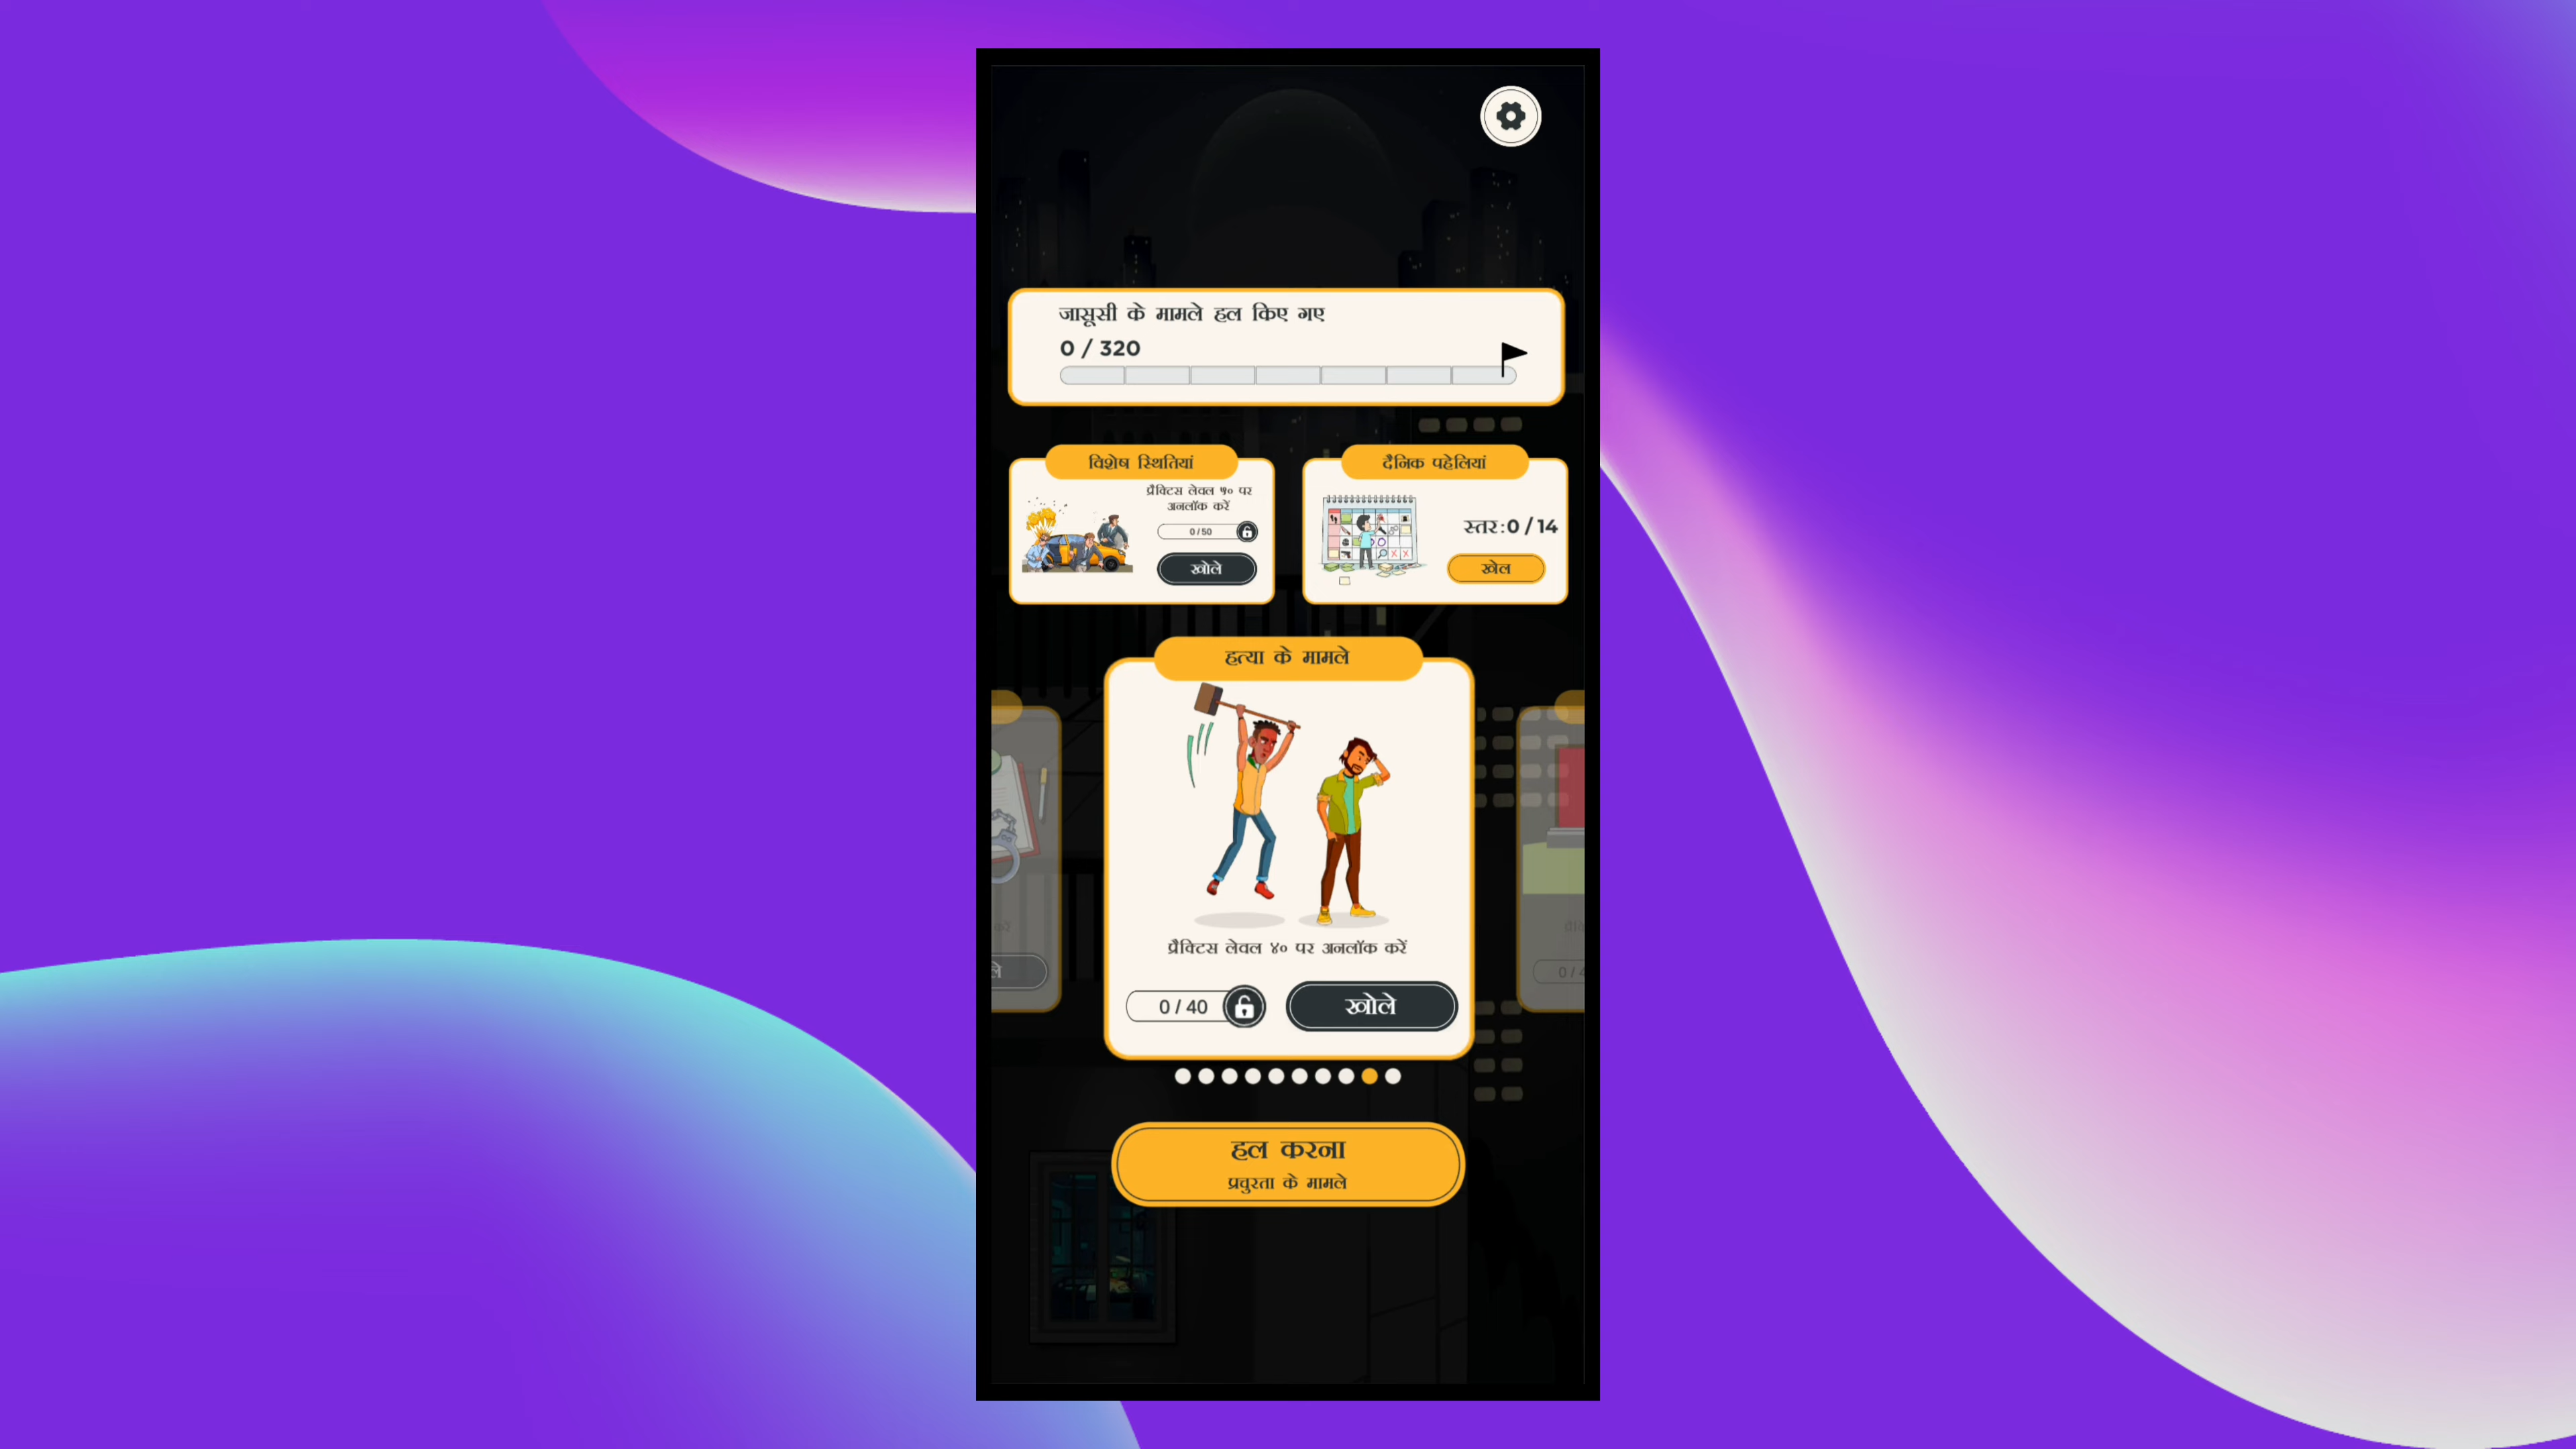 जासूसी के मामले हल किए गए
0 / 320
विशेष स्थितियां
प्रैक्टिस लेवल ५० पर
अनलॉक करें
0 / 50
खोले
दैनिक पहेलियां
स्तर:0 / 14
खेल
हत्या के मामले
प्रैक्टिस लेवल ४० पर अनलॉक करें
0 / 40
खोले
हल करना
प्रचुरता के मामले